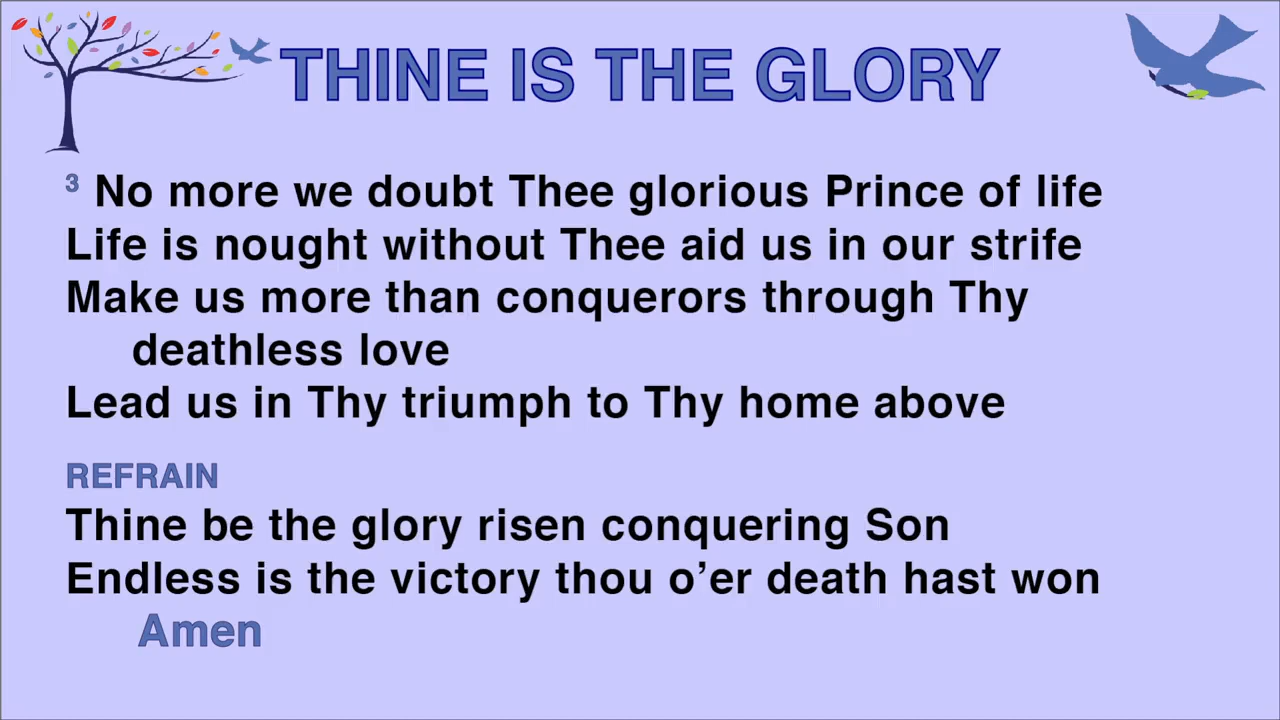 THINE IS THE GLORY
3 No more we doubt Thee glorious Prince of life
Life is nought without Thee aid us in our strife
Make us more than conquerors through Thy
deathless love
Lead us in Thy triumph to Thy home above
REFRAIN
Thine be the glory risen conquering Son
Endless is the victory thou o’er death hast won
Amen